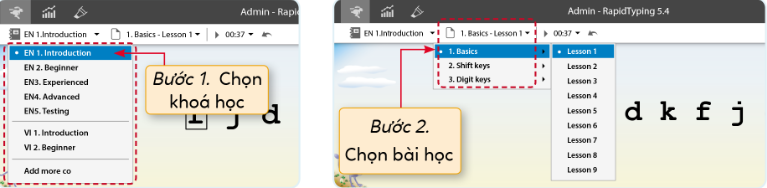 Admin - Rap
EN 1.Introduction 1. Basics - Lesson 1 00:37
EN 1. Introduction
EN 2. Beginner
EN3. Experienced
EN4. Advanced
EN5. Testing
VI 1. Introduction
VI 2. Beginner
Add more co
Bước 1. Chọn
khoá học
j d
Admin - RapidTyping 5.4
EN 1.Introduction 1. Basics - Lesson 1 00:37
1. Basics
2. Shift keys
3. Digit keys
Lesson 1
Lesson 2
Lesson 3
Lesson 4
Lesson 5
Lesson 6
Lesson 7
Lesson 8
Lesson 9
Bước 2.
Chọn bài học
d k f j